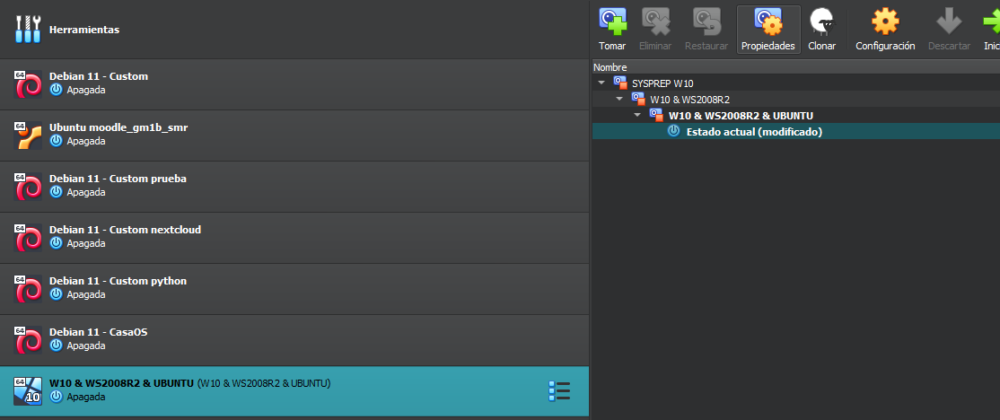 Herramientas
64
Debian 11 - Custom
Apagada
64
Ubuntu moodle_gm1b_smr
Apagada
64
Debian 11 - Custom prueba
Apagada
64
Debian 11 - Custom nextcloud
Apagada
64
Debian 11 - Custom python
Apagada
64
Debian 11 - CasaOS
Apagada
64
10
W10 & WS2008R2 & UBUNTU (W10 & WS2008R2 & UBUNTU)
Apagada
Tomar Eliminar Restaurar Propiedades Clonar Configuración Descartar Inic
Nombre
SYSPREP W10
W10 & WS2008R2
W10 & WS2008R2 & UBUNTU
Estado actual (modificado)